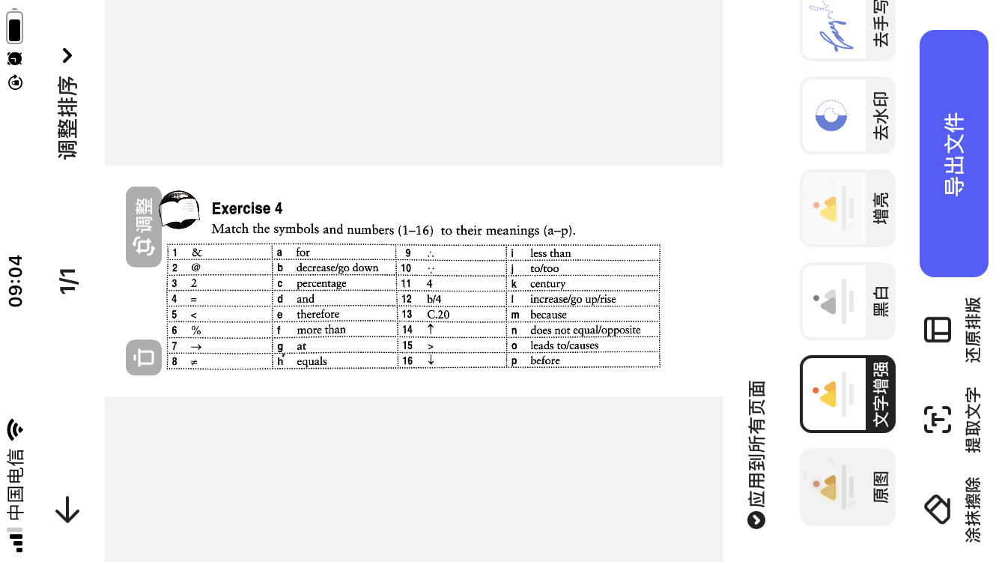 中国电信
09:04
1/1
调整排序
调整
Exercise 4
Match the symbols and numbers (1–16) to their meanings (a–p).
1 & a for 9 ∴ i less than
2 @ b decrease/go down 10 ∵ j to/too
3 2 c percentage 11 4 k century
4 = d and 12 b/4 l increase/go up/rise
5 < e therefore 13 C.20 m because
6 % f more than 14 ↑ n does not equal/opposite
7 → g at 15 > o leads to/causes
8 ≠ h equals 16 ↓ p before
应用到所有页面
原图
文字增强
黑白
增亮
去水印
去手写
涂抹擦除
提取文字
还原排版
导出文件